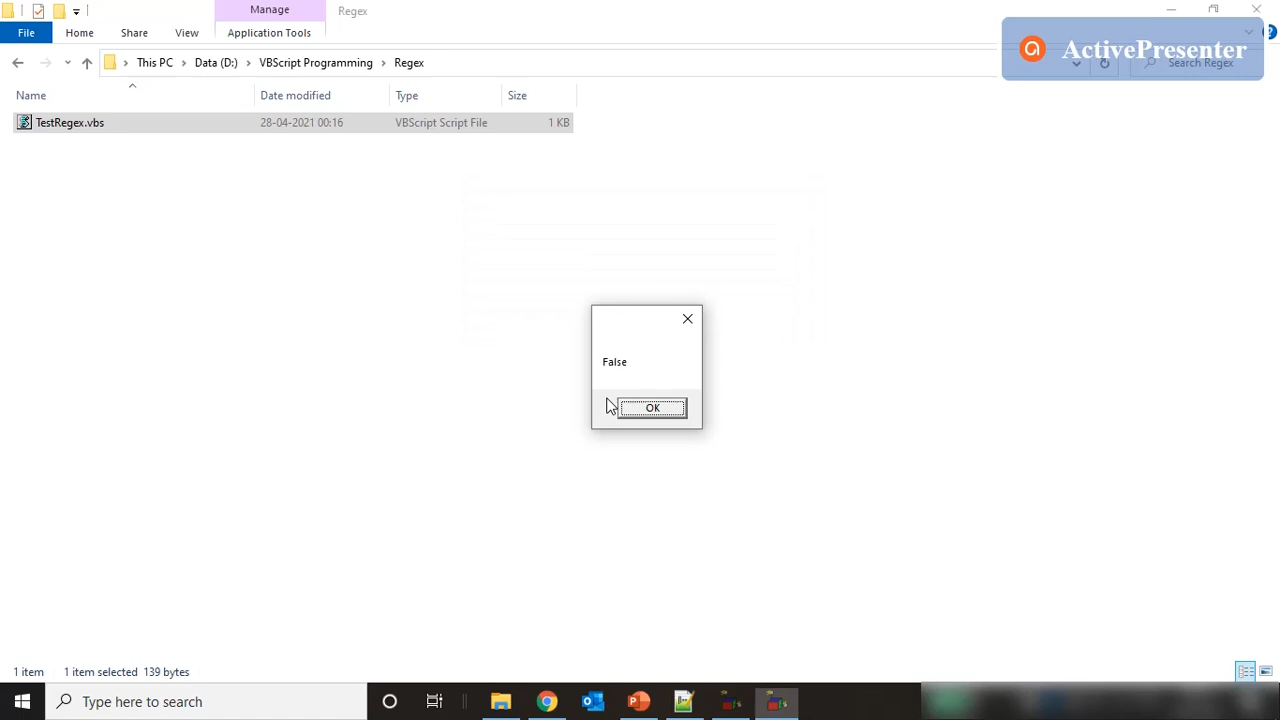 Manage
Regex
File
Home
Share
View
Application Tools
ActivePresenter
This PC
Data (D:)
VBScript Programming
Regex
Search Regex
Name
Date modified
Type
Size
TestRegex.vbs
28-04-2021 00:16
VBScript Script File
1 KB
False
OK
1 item
1 item selected
139 bytes
Type here to search